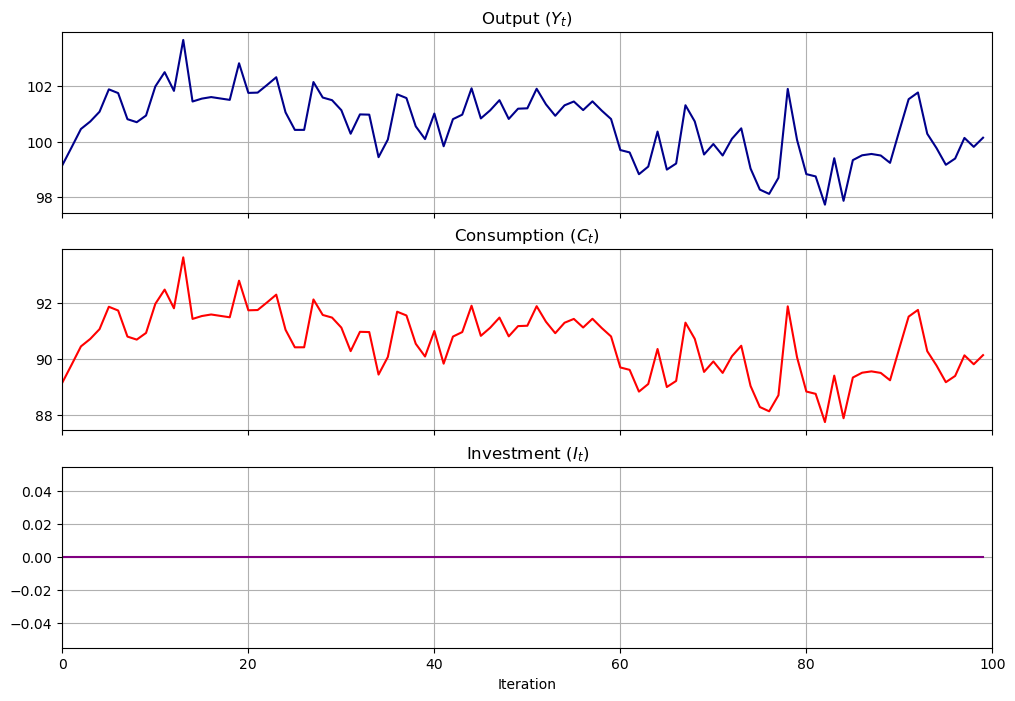 Output (Y_t)
102
100
98
Consumption (C_t)
92
90
88
Investment (I_t)
0.04
0.02
0.00
−0.02
−0.04
0 20 40 60 80 100
Iteration